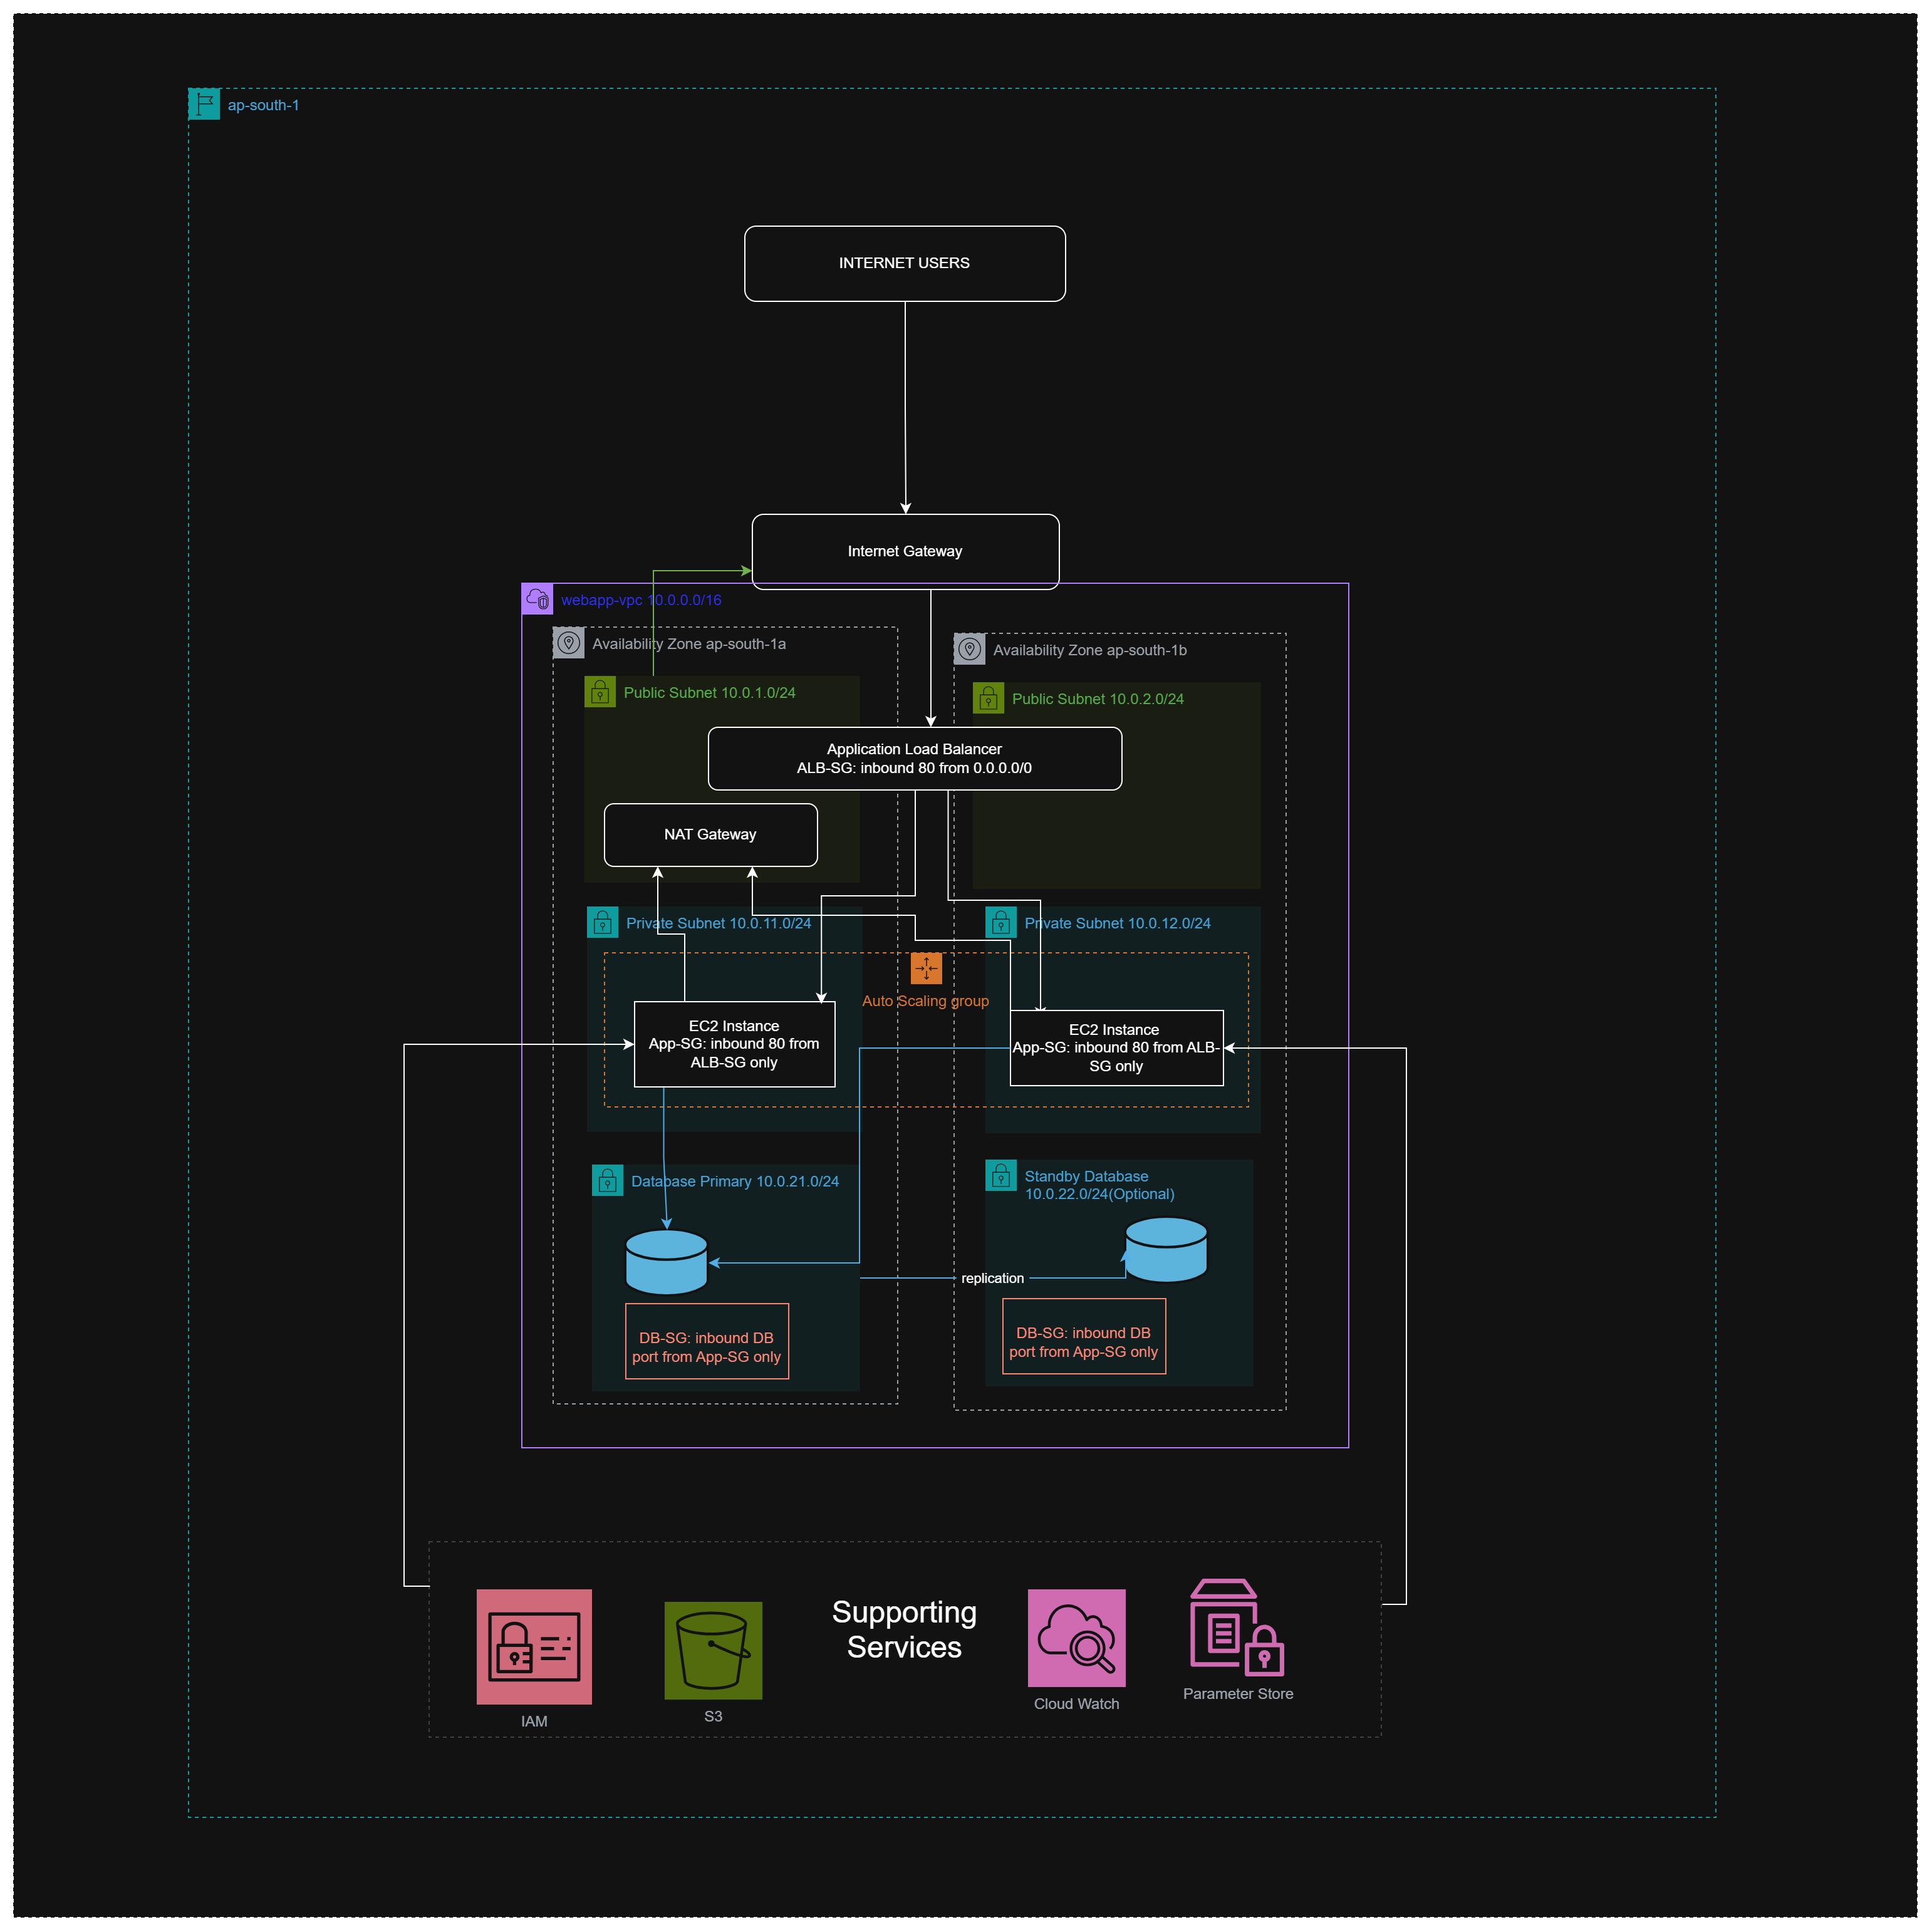 ap-south-1
INTERNET USERS
Internet Gateway
webapp-vpc 10.0.0.0/16
Availability Zone ap-south-1a
Availability Zone ap-south-1b
Public Subnet 10.0.1.0/24
Public Subnet 10.0.2.0/24
Application Load Balancer
ALB-SG: inbound 80 from 0.0.0.0/0
NAT Gateway
Private Subnet 10.0.11.0/24
Private Subnet 10.0.12.0/24
Auto Scaling group
EC2 Instance
App-SG: inbound 80 from
ALB-SG only
EC2 Instance
App-SG: inbound 80 from ALB-
SG only
Database Primary 10.0.21.0/24
Standby Database
10.0.22.0/24(Optional)
replication
DB-SG: inbound DB
port from App-SG only
DB-SG: inbound DB
port from App-SG only
Supporting
Services
IAM
S3
Cloud Watch
Parameter Store